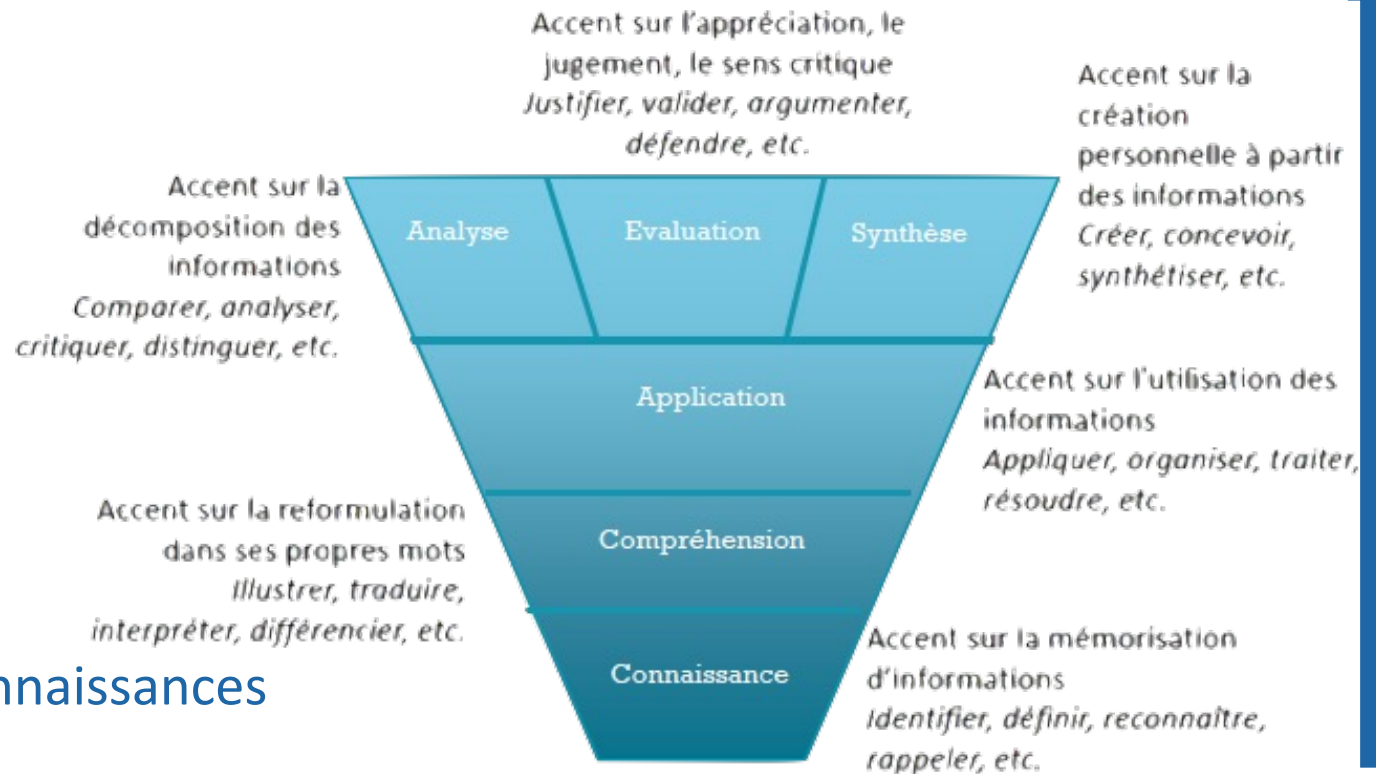 Accent sur l'appréciation, le
jugement, le sens critique
Justifier, valider, argumenter,
défendre, etc.
Accent sur la
création
personnelle à partir
des informations
Créer, concevoir,
synthétiser, etc.
Accent sur la
décomposition des
informations
Comparer, analyser,
critiquer, distinguer, etc.
Analyse
Evaluation
Synthèse
Application
Accent sur l'utilisation des
informations
Appliquer, organiser, traiter,
résoudre, etc.
Accent sur la reformulation
dans ses propres mots
Illustrer, traduire,
interpréter, différencier, etc.
Compréhension
Connaissance
Accent sur la mémorisation
d'informations
Identifier, définir, reconnaître,
rappeler, etc.
nnaissances